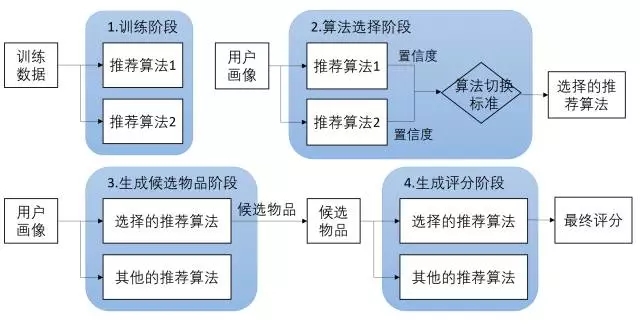 1.训练阶段
训练
数据
推荐算法1
推荐算法2
2.算法选择阶段
用户
画像
推荐算法1
置信度
推荐算法2
置信度
算法切换
标准
选择的推
荐算法
3.生成候选物品阶段
用户
画像
选择的推荐算法
其他的推荐算法
候选物品
候选
物品
4.生成评分阶段
选择的推荐算法
其他的推荐算法
最终评分